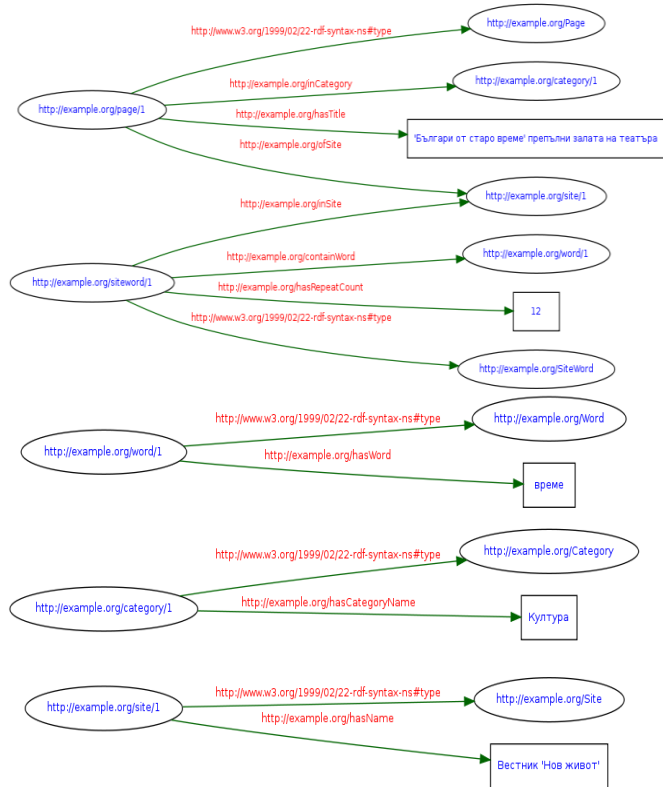 http://www.w3.org/1999/02/22-rdf-syntax-ns#type
http://example.org/Page
http://example.org/inCategory
http://example.org/category/1
http://example.org/page/1
http://example.org/hasTitle
'Българи от старо време' препълни залата на театъра
http://example.org/ofSite
http://example.org/inSite
http://example.org/site/1
http://example.org/containWord
http://example.org/word/1
http://example.org/siteword/1
http://example.org/hasRepeatCount
12
http://www.w3.org/1999/02/22-rdf-syntax-ns#type
http://example.org/SiteWord
http://www.w3.org/1999/02/22-rdf-syntax-ns#type
http://example.org/Word
http://example.org/word/1
http://example.org/hasWord
време
http://www.w3.org/1999/02/22-rdf-syntax-ns#type
http://example.org/Category
http://example.org/category/1
http://example.org/hasCategoryName
Култура
http://www.w3.org/1999/02/22-rdf-syntax-ns#type
http://example.org/Site
http://example.org/site/1
http://example.org/hasName
Вестник 'Нов живот'